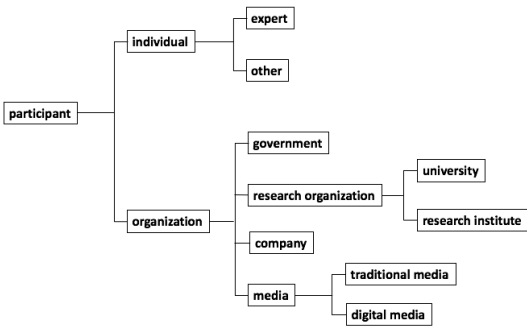 expert
individual
other
participant
government
university
research organization
organization
research institute
company
traditional media
media
digital media